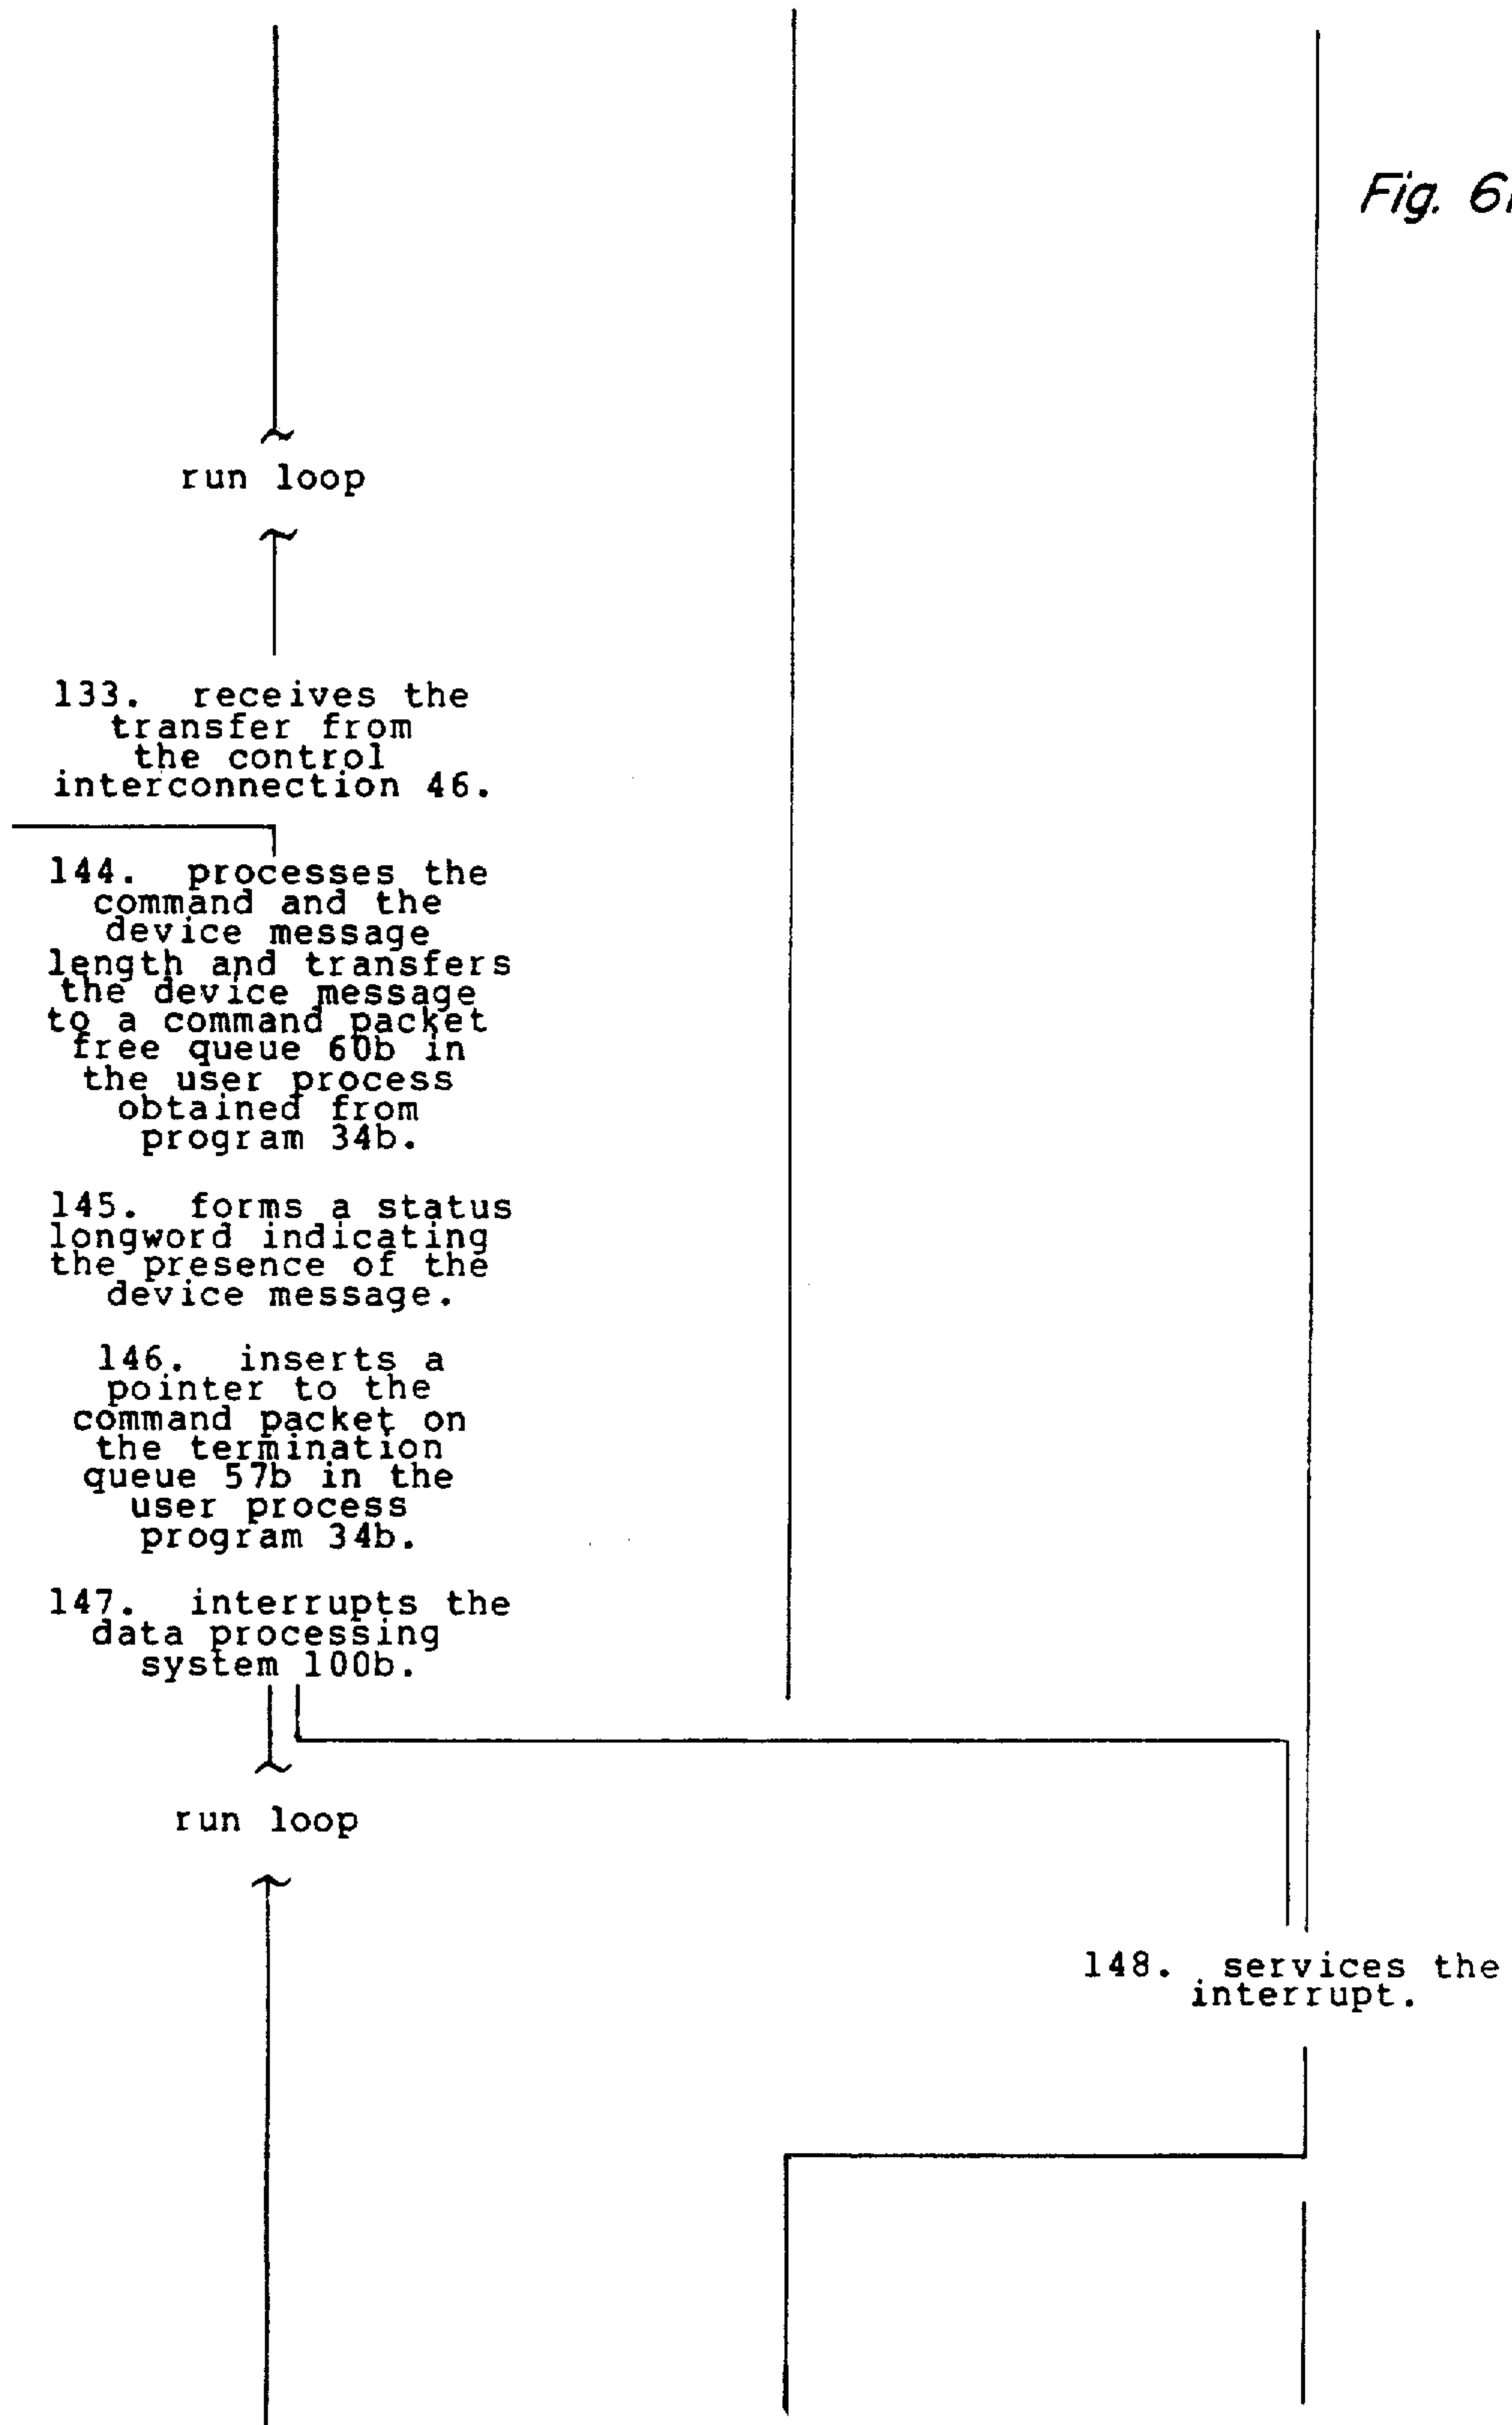 Fig. 6
run loop
133. receives the
transfer from
the control
interconnection 46.
144. processes the
command and the
device message
length and transfers
the device message
to a command packet
free queue 60b in
the user process
obtained from
program 34b.
145. forms a status
longword indicating
the presence of the
device message.
146. inserts a
pointer to the
command packet on
the termination
queue 57b in the
user process
program 34b.
147. interrupts the
data processing
system 100b.
run loop
148. services the
interrupt.